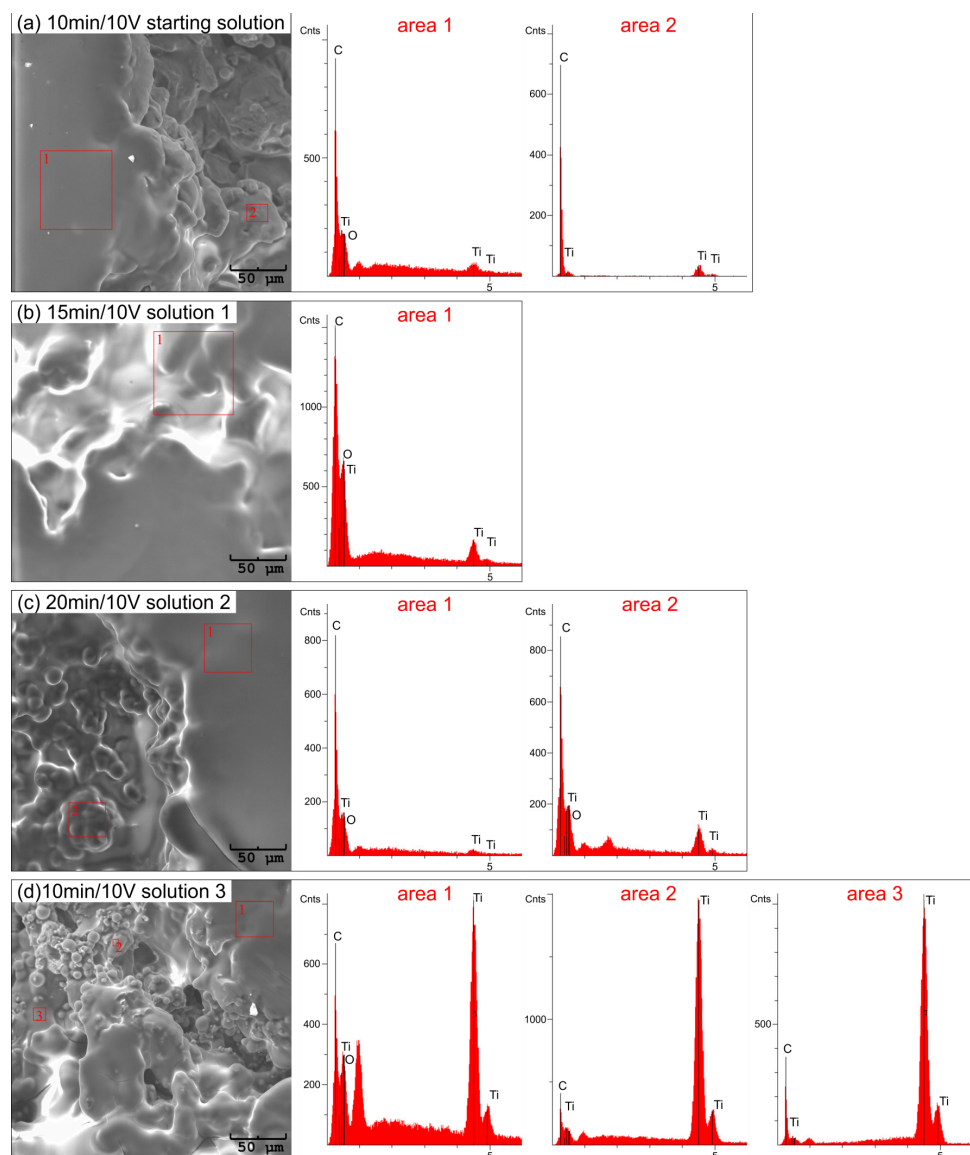 (a) 10min/10V starting solution
1
2
50 µm
area 1
Cnts
C
500
Ti
O
Ti
Ti
5
area 2
Cnts
C
600
400
200
Ti
Ti
Ti
5
(b) 15min/10V solution 1
1
50 µm
area 1
Cnts
C
1000
O
Ti
500
Ti
Ti
5
(c) 20min/10V solution 2
1
2
50 µm
area 1
Cnts
800
C
600
400
200
Ti
O
Ti
Ti
5
area 2
Cnts
C
800
600
400
200
Ti
O
Ti
Ti
5
(d)10min/10V solution 3
1
2
3
50 µm
area 1
Cnts
Ti
800
C
600
400
Ti
O
200
Ti
5
area 2
Cnts
Ti
1000
C
Ti
Ti
5
area 3
Cnts
Ti
500
C
Ti
Ti
5